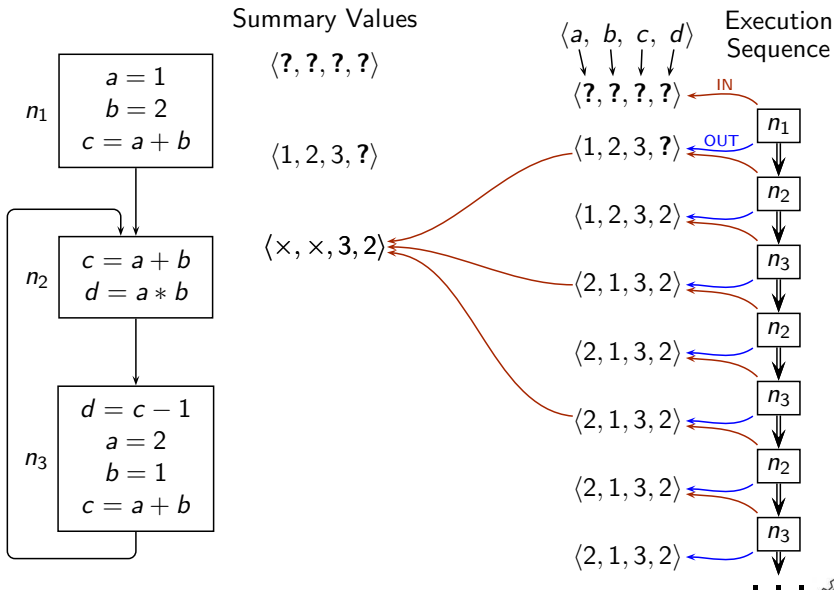 Summary Values
Execution
Sequence
⟨a, b, c, d⟩
n1
a = 1
b = 2
c = a + b
n2
c = a + b
d = a ∗ b
n3
d = c − 1
a = 2
b = 1
c = a + b
⟨?, ?, ?, ?⟩
⟨1, 2, 3, ?⟩
⟨×, ×, 3, 2⟩
⟨?, ?, ?, ?⟩
IN
n1
⟨1, 2, 3, ?⟩
OUT
n2
⟨1, 2, 3, 2⟩
n3
⟨2, 1, 3, 2⟩
n2
⟨2, 1, 3, 2⟩
n3
⟨2, 1, 3, 2⟩
n2
⟨2, 1, 3, 2⟩
n3
⟨2, 1, 3, 2⟩